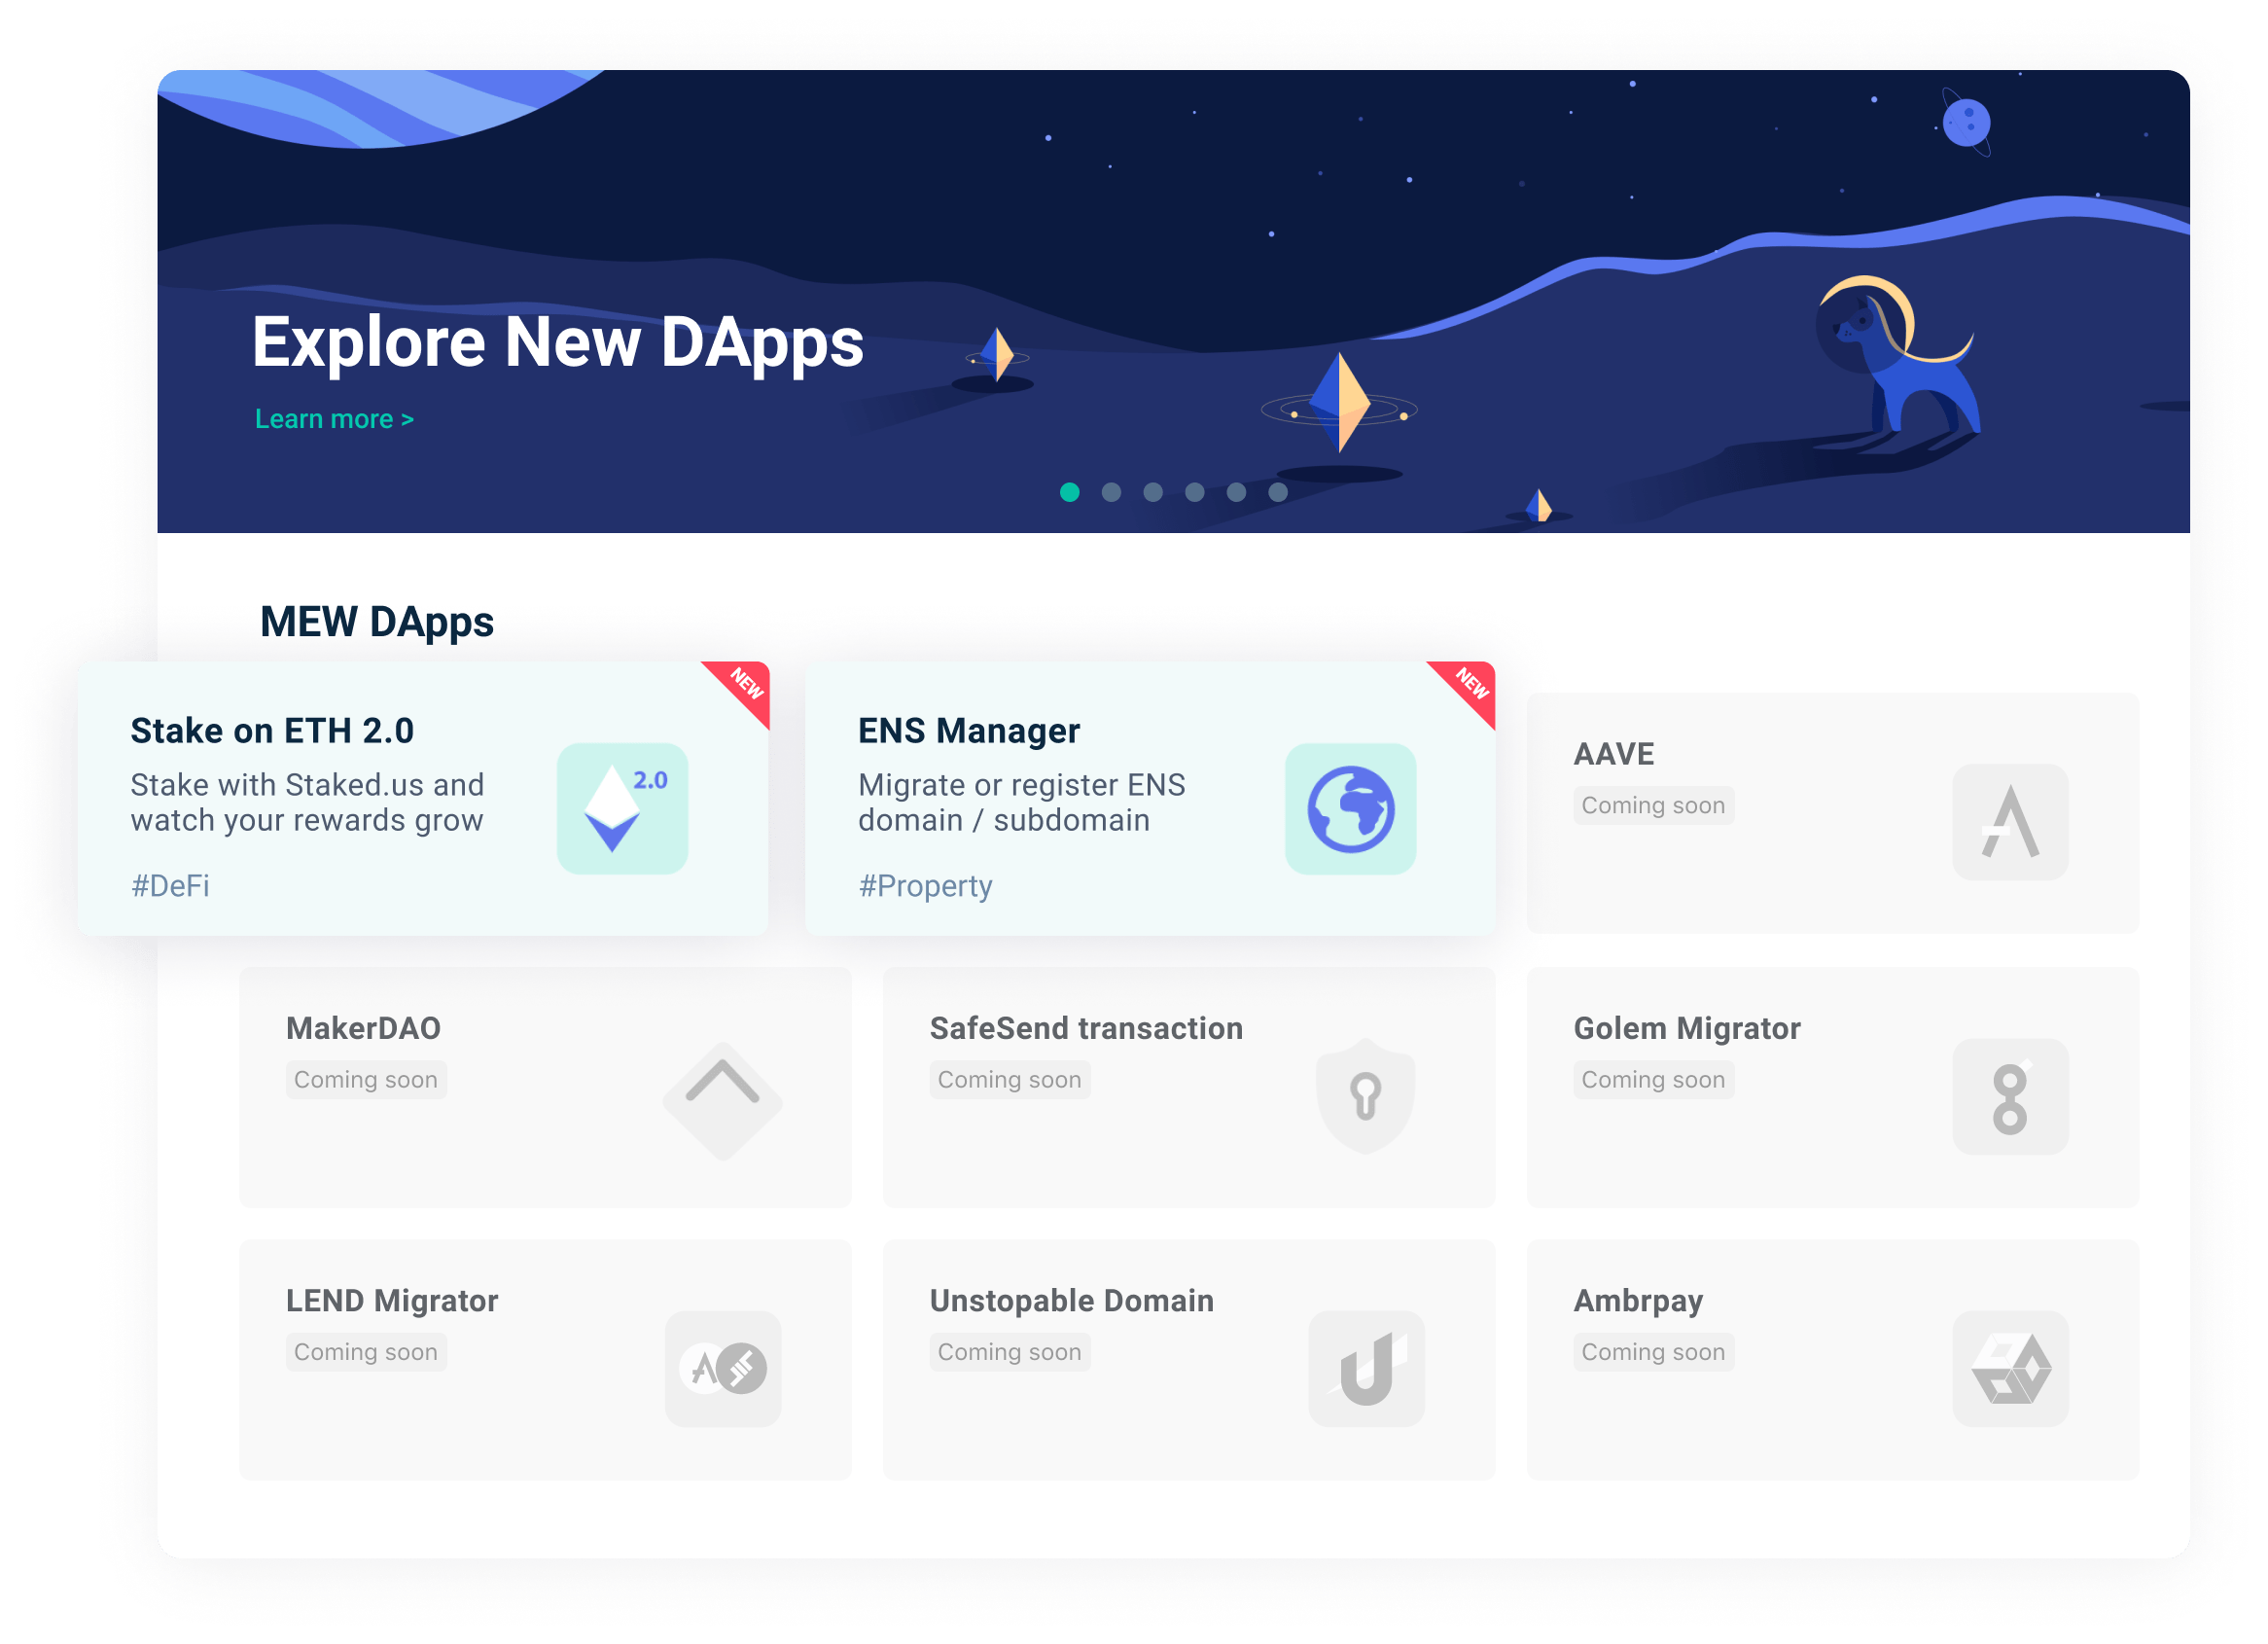 Explore New DApps
Learn more >
MEW DApps
NEW
Stake on ETH 2.0
Stake with Staked.us and
watch your rewards grow
#DeFi
2.0
NEW
ENS Manager
Migrate or register ENS
domain / subdomain
#Property
AAVE
Coming soon
MakerDAO
Coming soon
SafeSend transaction
Coming soon
Golem Migrator
Coming soon
LEND Migrator
Coming soon
Unstopable Domain
Coming soon
Ambrpay
Coming soon